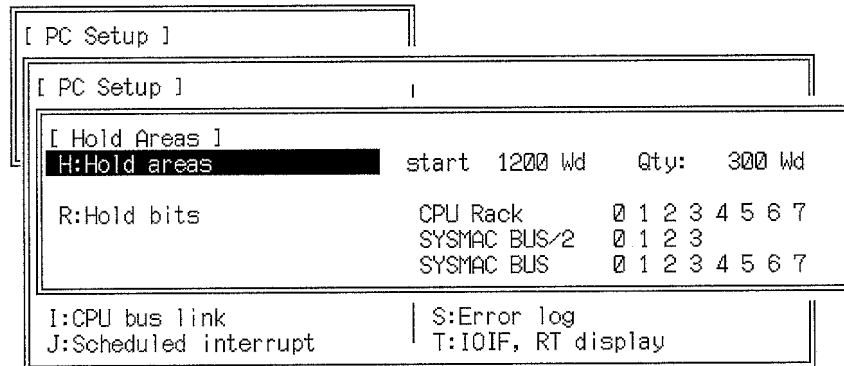 [ PC Setup ]
[ PC Setup ]
[ Hold Areas ]
H:Hold areas start 1200 Wd Qty: 300 Wd
R:Hold bits CPU Rack 0 1 2 3 4 5 6 7
SYSMAC BUS/2 0 1 2 3
SYSMAC BUS 0 1 2 3 4 5 6 7
I:CPU bus link S:Error log
J:Scheduled interrupt T:IOIF, RT display